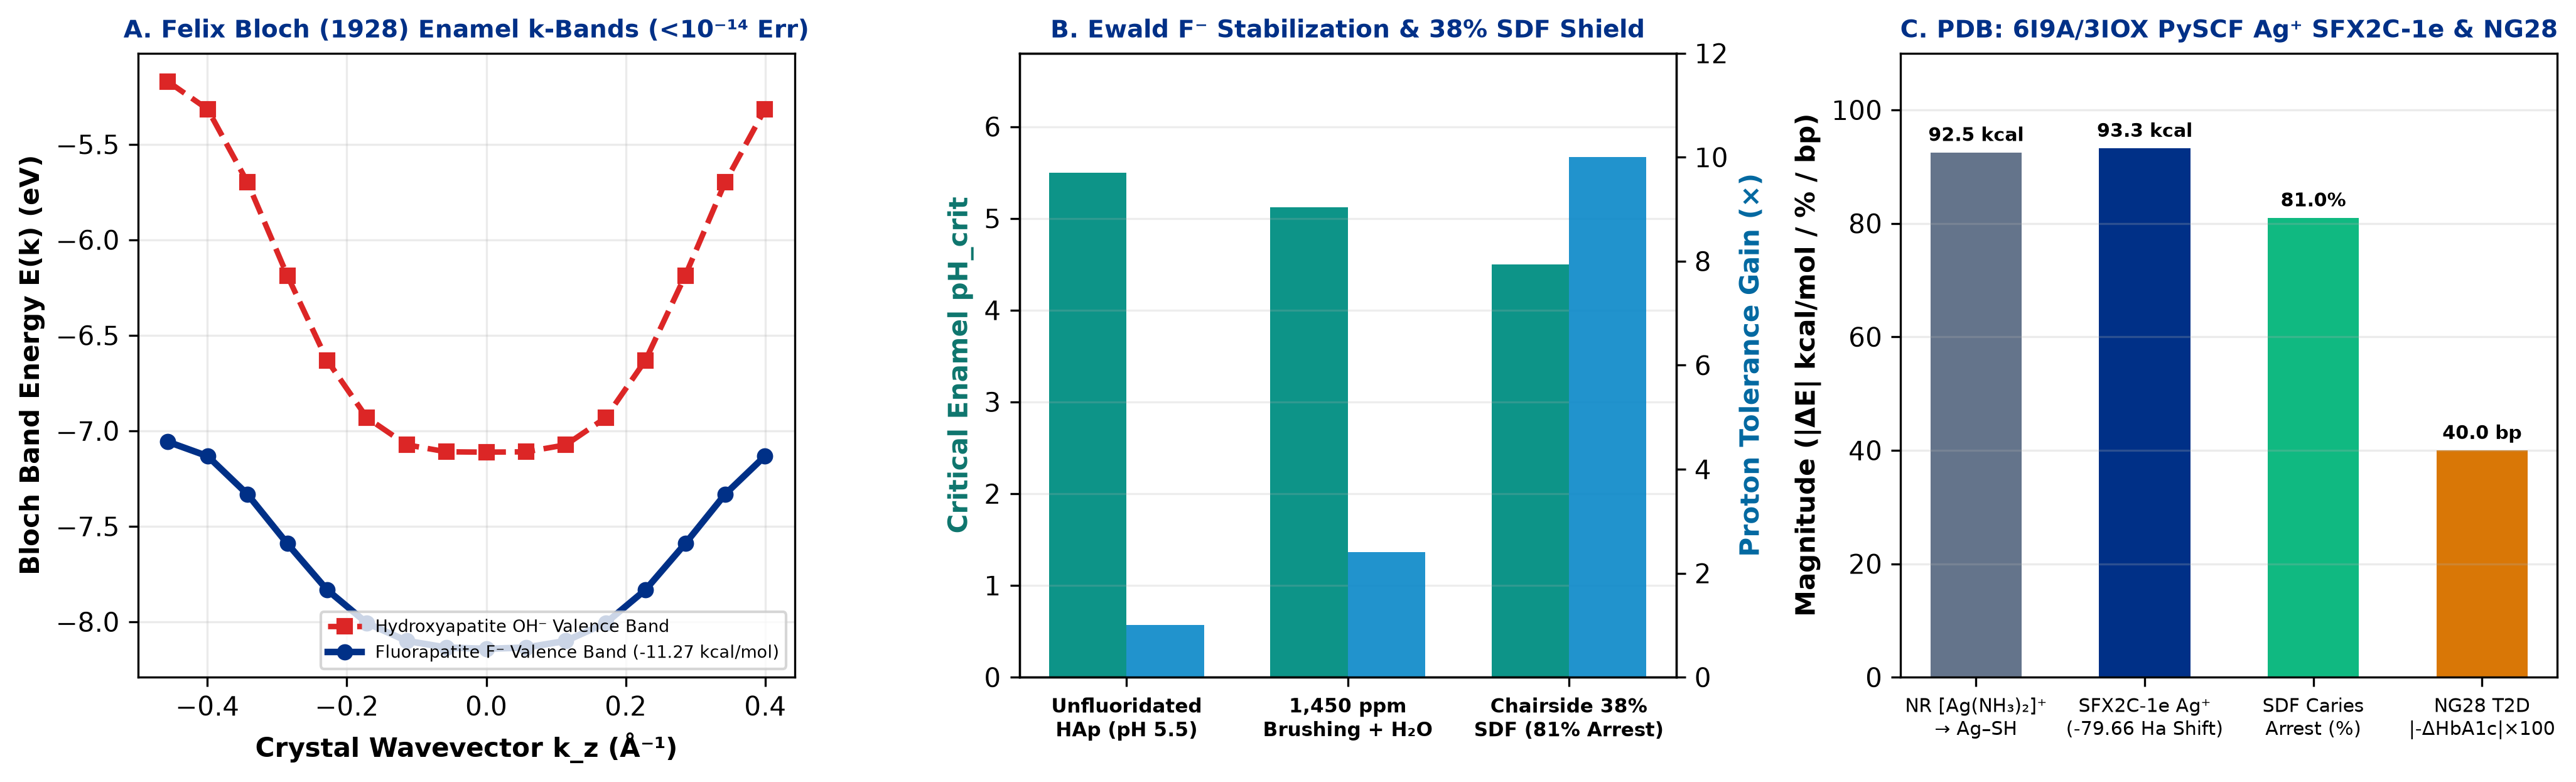 A. Felix Bloch (1928) Enamel k-Bands (<10⁻¹⁴ Err)
Bloch Band Energy E(k) (eV)
−5.5
−6.0
−6.5
−7.0
−7.5
−8.0
Hydroxyapatite OH⁻ Valence Band
Fluorapatite F⁻ Valence Band (-11.27 kcal/mol)
−0.4
−0.2
0.0
0.2
0.4
Crystal Wavevector k_z (Å⁻¹)
B. Ewald F⁻ Stabilization & 38% SDF Shield
Critical Enamel pH_crit
6
5
4
3
2
1
0
12
10
8
6
4
2
0
Proton Tolerance Gain (×)
Unfluoridated
HAp (pH 5.5)
1,450 ppm
Brushing + H₂O
Chairside 38%
SDF (81% Arrest)
C. PDB: 6I9A/3IOX PySCF Ag⁺ SFX2C-1e & NG28
Magnitude (|ΔE| kcal/mol / % / bp)
100
80
60
40
20
0
92.5 kcal
93.3 kcal
81.0%
40.0 bp
NR [Ag(NH₃)₂]⁺
→ Ag–SH
SFX2C-1e Ag⁺
(-79.66 Ha Shift)
SDF Caries
Arrest (%)
NG28 T2D
|-ΔHbA1c|×100